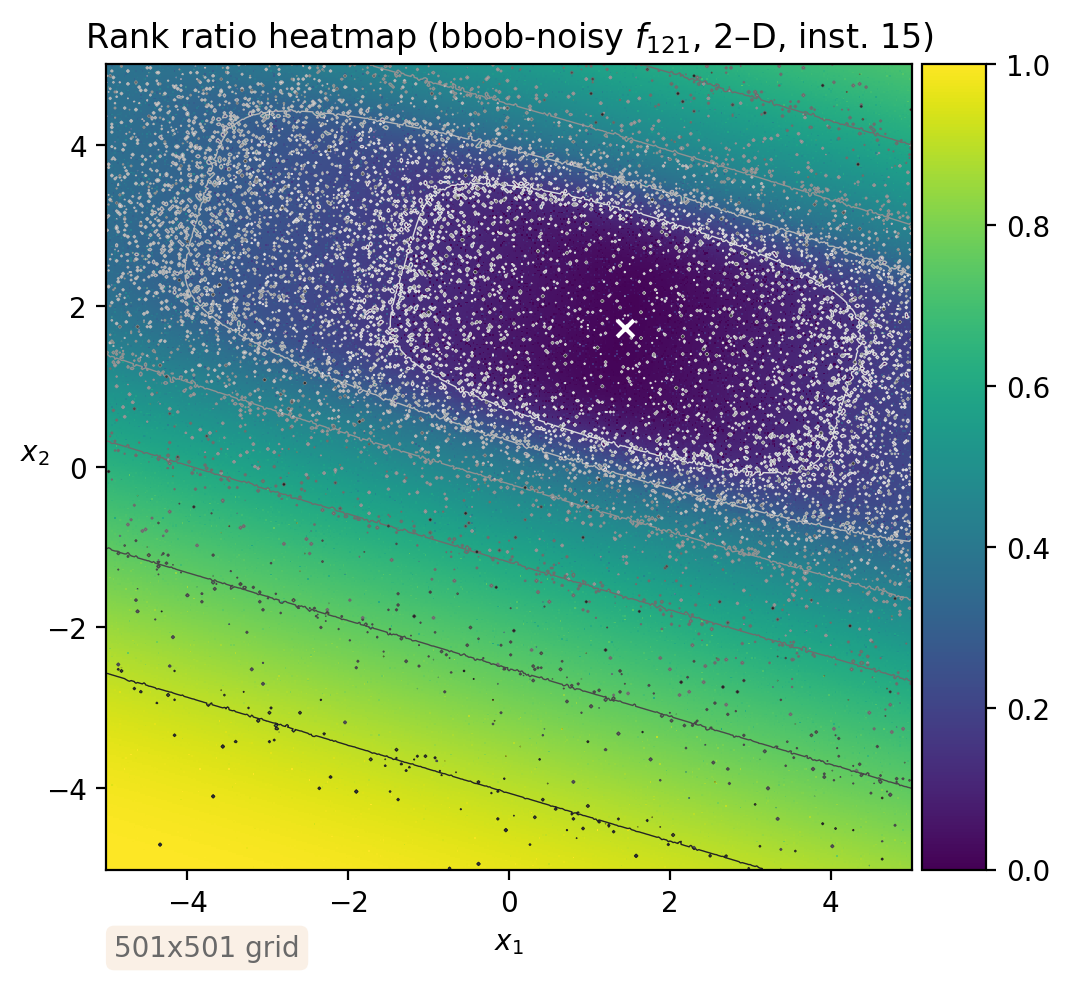 Rank ratio heatmap (bbob-noisy f₁₂₁, 2–D, inst. 15)
1.0
0.8
0.6
0.4
0.2
0.0
4
2
0
−2
−4
x₂
−4 −2 0 2 4
x₁
501x501 grid